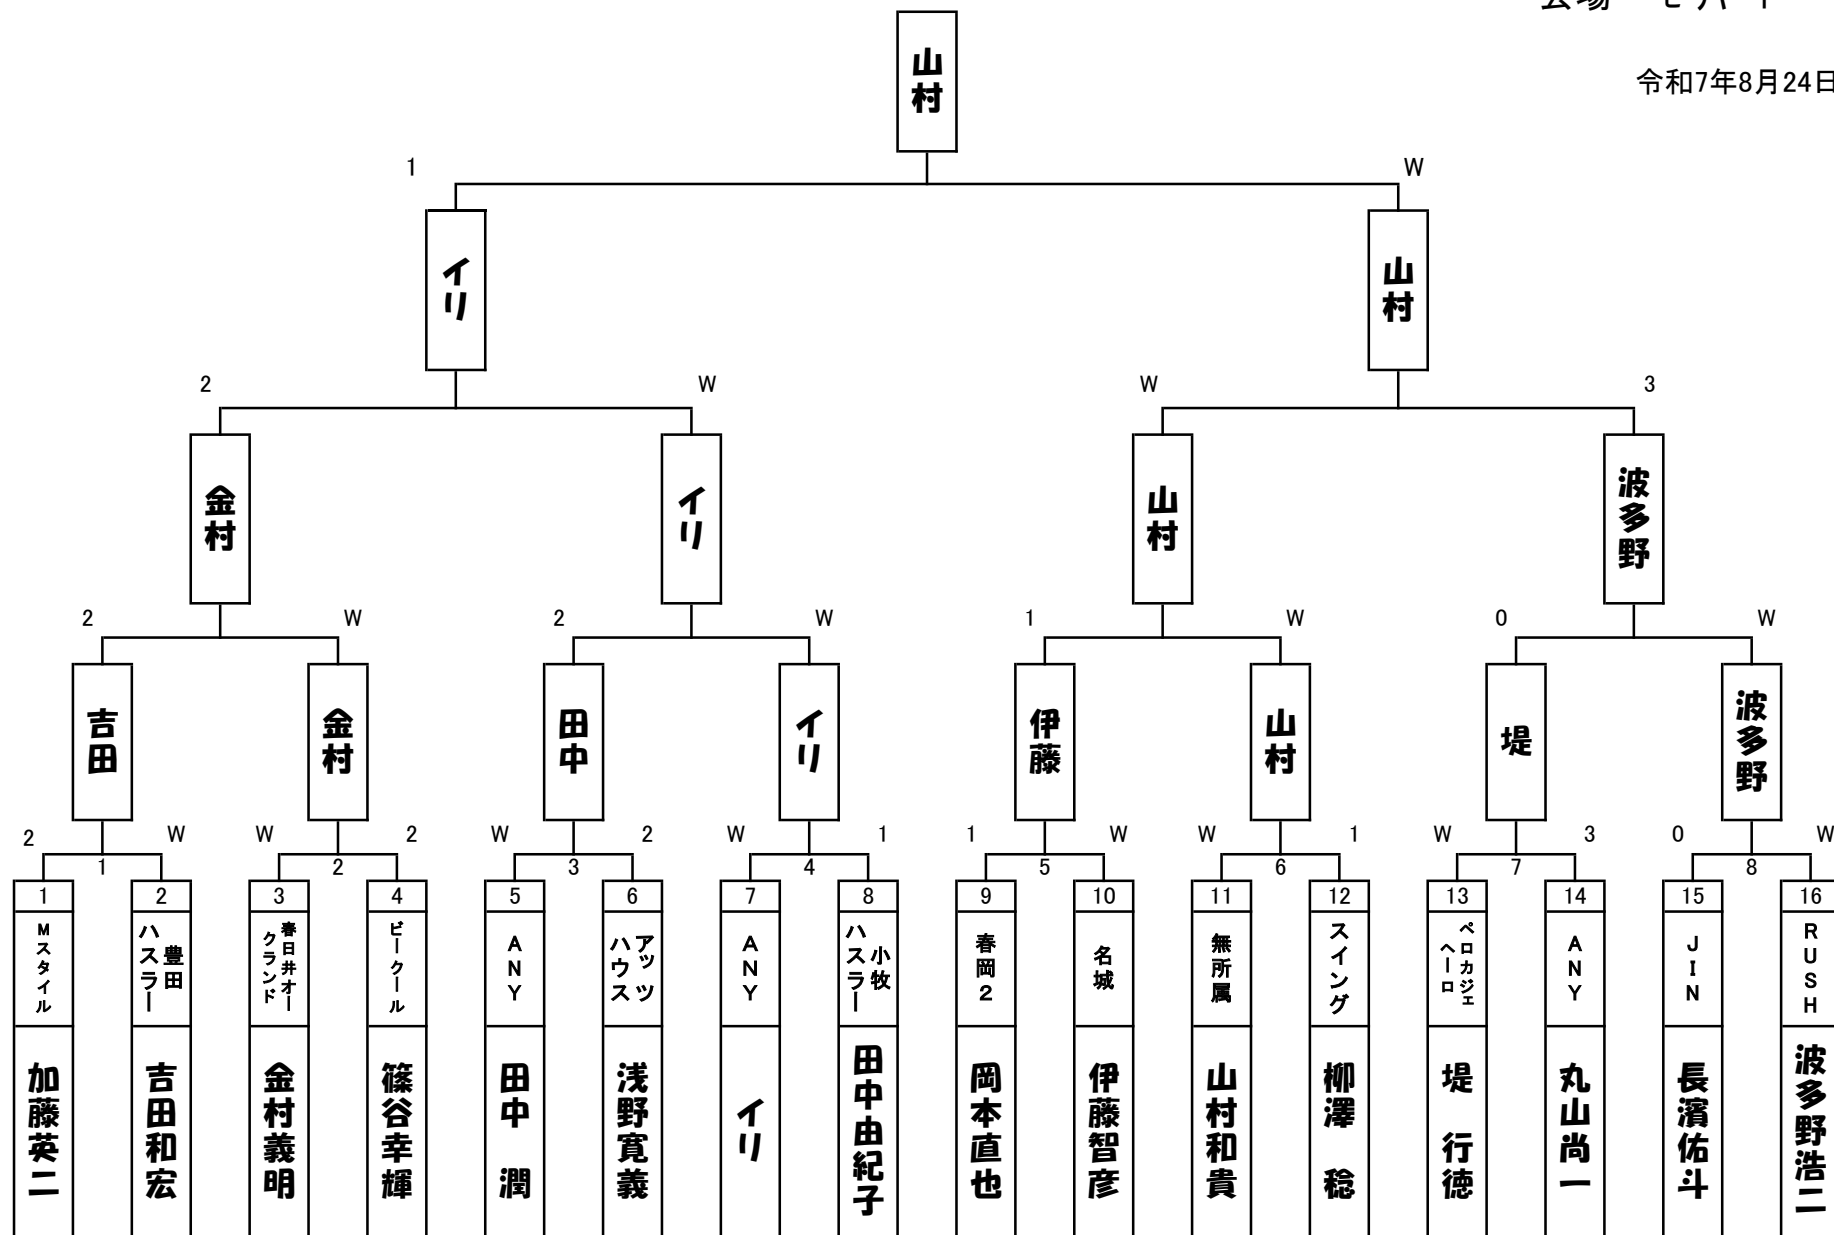 会場
令和7年8月24日
山村
1 W
イリ 山村
2 W W 3
金村 イリ 山村 波多野
2 W 2 W 1 W 0 W
吉田 金村 田中 イリ 伊藤 山村 堤 波多野
2 W W 2 W 2 W 1 1 W W 1 W 3 0 W
1 2 3 4 5 6 7 8
1 2 3 4 5 6 7 8 9 10 11 12 13 14 15 16
Mスタイル
豊田
ハスラー
春日井オー
クランド
ビークール
ANY
アッツ
ハウス
ANY
小牧
ハスラー
春岡2
名城
無所属
スイング
ペロカジェ
ヘーロ
ANY
JIN
RUSH
加藤英二
吉田和宏
金村義明
篠谷幸輝
田中 潤
浅野寛義
イリ
田中由紀子
岡本直也
伊藤智彦
山村和貴
柳澤 稔
堤 行徳
丸山尚一
長濱佑斗
波多野浩二